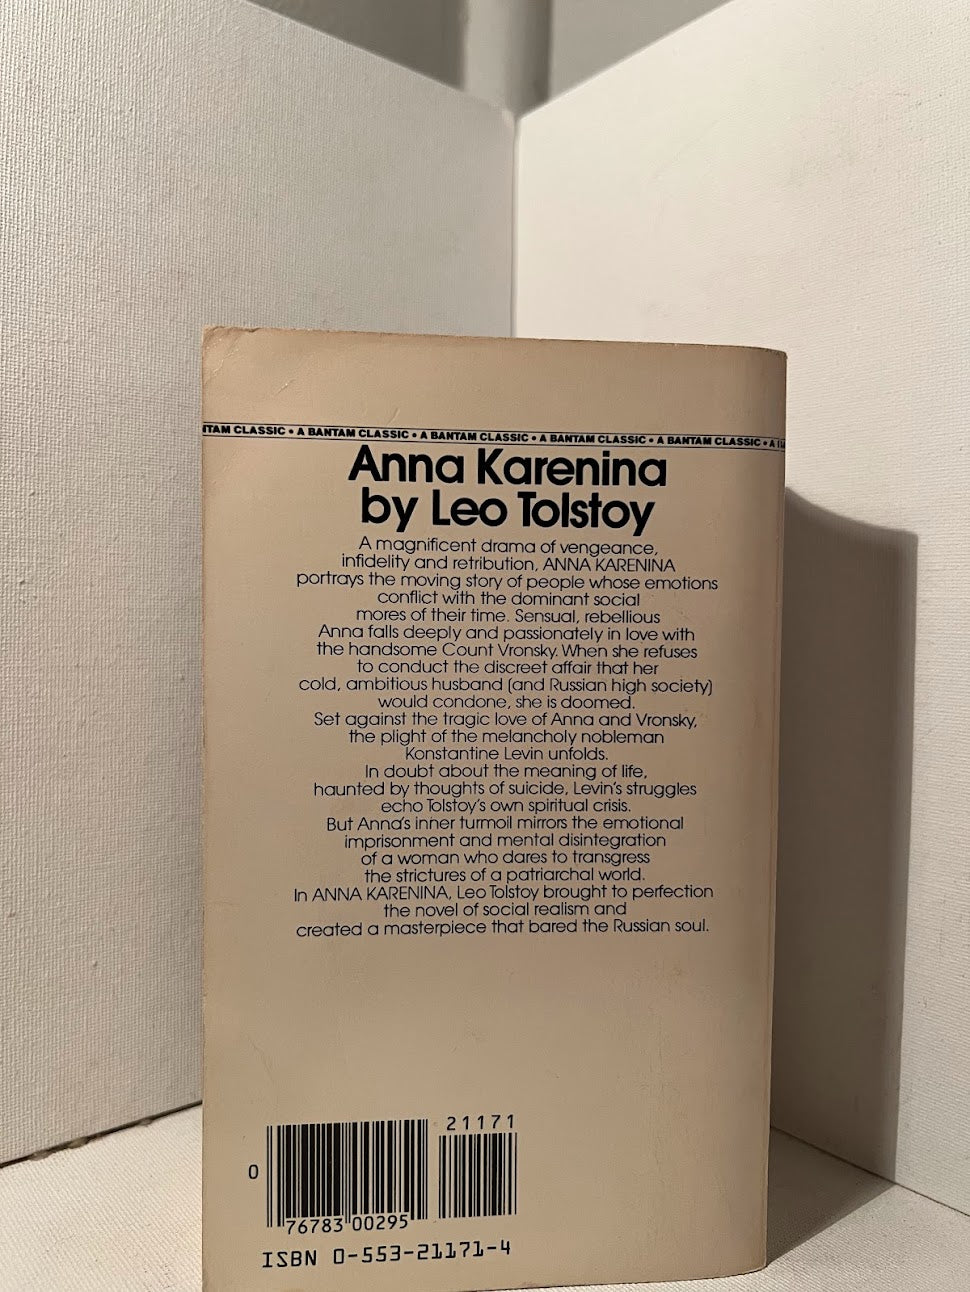 NTAM CLASSIC • A BANTAM CLASSIC • A BANTAM CLASSIC • A BANTAM CLASSIC • A BANTAM CLASSIC • A
Anna Karenina
by Leo Tolstoy
A magnificent drama of vengeance,
infidelity and retribution, ANNA KARENINA
portrays the moving story of people whose emotions
conflict with the dominant social
mores of their time. Sensual, rebellious
Anna falls deeply and passionately in love with
the handsome Count Vronsky. When she refuses
to conduct the discreet affair that her
cold, ambitious husband (and Russian high society)
would condone, she is doomed.
Set against the tragic love of Anna and Vronsky,
the plight of the melancholy nobleman
Konstantine Levin unfolds.
In doubt about the meaning of life,
haunted by thoughts of suicide, Levin's struggles
echo Tolstoy's own spiritual crisis.
But Anna's inner turmoil mirrors the emotional
imprisonment and mental disintegration
of a woman who dares to transgress
the strictures of a patriarchal world.
In ANNA KARENINA, Leo Tolstoy brought to perfection
the novel of social realism and
created a masterpiece that bared the Russian soul.
21171
0
76783 00295
ISBN 0-553-21171-4